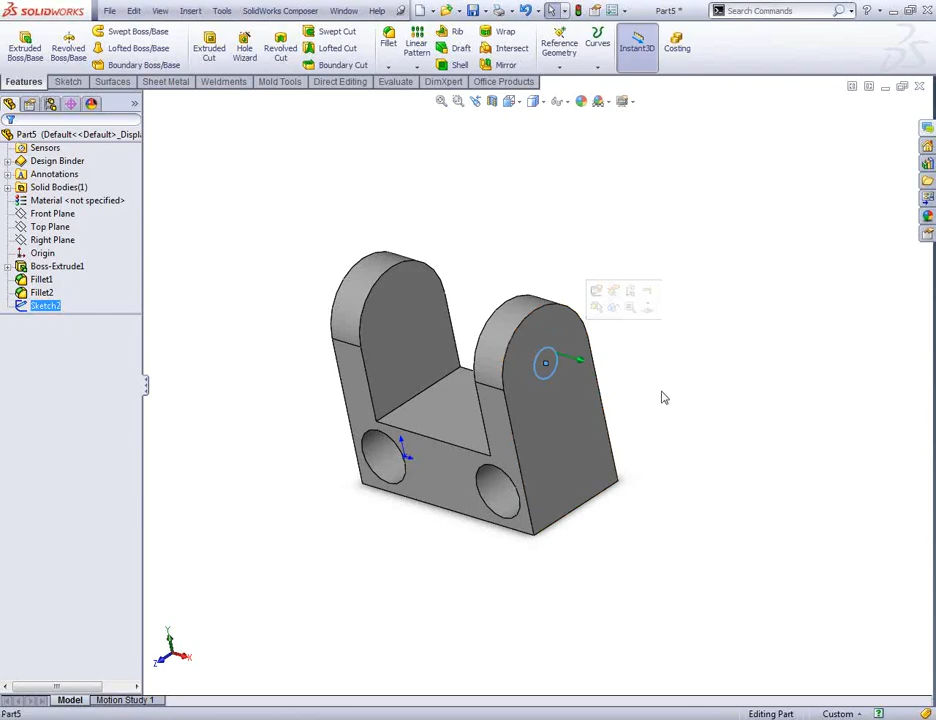 SOLIDWORKS File Edit View Insert Tools SolidWorks Composer Window Help Part5 * Search Commands
Extruded Boss/Base
Revolved Boss/Base
Swept Boss/Base
Lofted Boss/Base
Boundary Boss/Base
Extruded Cut
Hole Wizard
Revolved Cut
Swept Cut
Lofted Cut
Boundary Cut
Fillet
Linear Pattern
Rib
Draft
Shell
Wrap
Intersect
Mirror
Reference Geometry
Curves
Instant3D
Costing
Features Sketch Surfaces Sheet Metal Weldments Mold Tools Direct Editing Evaluate DimXpert Office Products
Part5 (Default<<Default>_Displ
Sensors
Design Binder
Annotations
Solid Bodies(1)
Material <not specified>
Front Plane
Top Plane
Right Plane
Origin
Boss-Extrude1
Fillet1
Fillet2
Sketch2
Y
Z X
Model Motion Study 1
Part5 Editing Part Custom